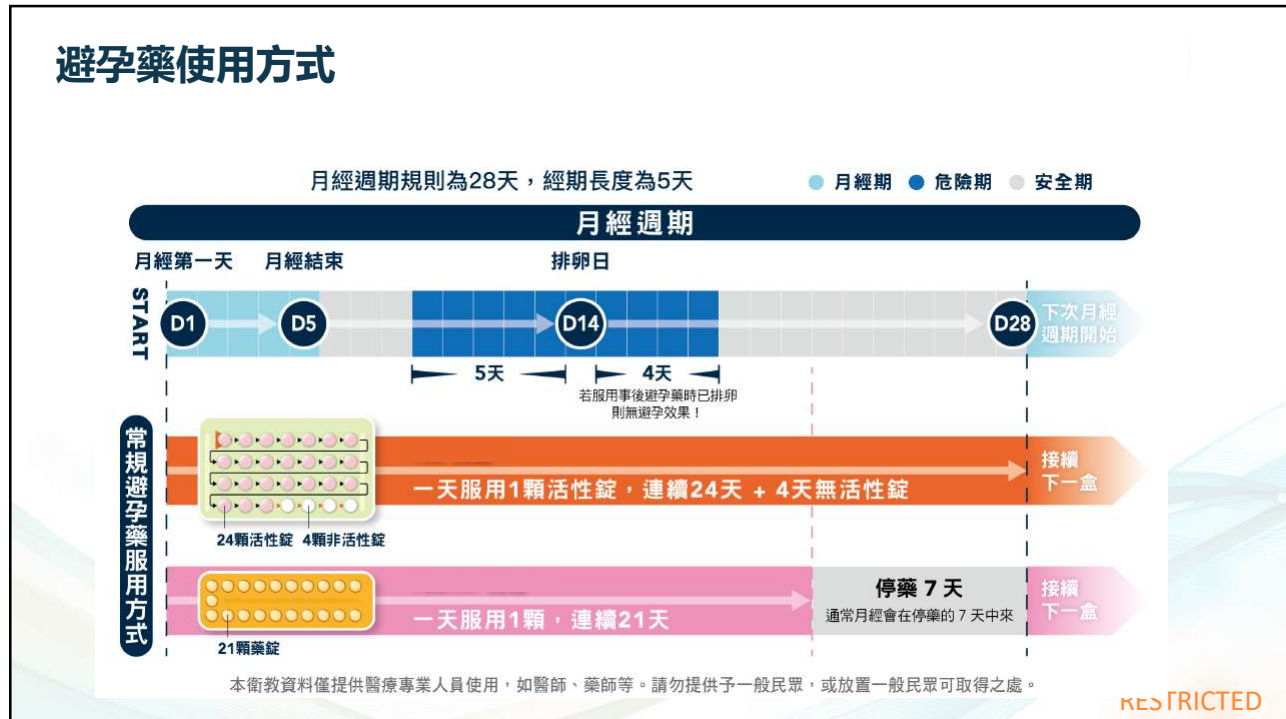 避孕藥使用方式
月經週期規則為28天，經期長度為5天
月經期
危險期
安全期
月經週期
月經第一天
月經結束
排卵日
START
D1
D5
D14
D28
下次月經
週期開始
5天
4天
若服用事後避孕藥時已排卵
則無避孕效果！
常規避孕藥服用方式
一天服用1顆活性錠，連續24天 + 4天無活性錠
24顆活性錠
4顆非活性錠
接續
下一盒
一天服用1顆，連續21天
21顆藥錠
停藥 7 天
通常月經會在停藥的 7 天中來
接續
下一盒
本衛教資料僅提供醫療專業人員使用，如醫師、藥師等。請勿提供予一般民眾，或放置一般民眾可取得之處。
RESTRICTED